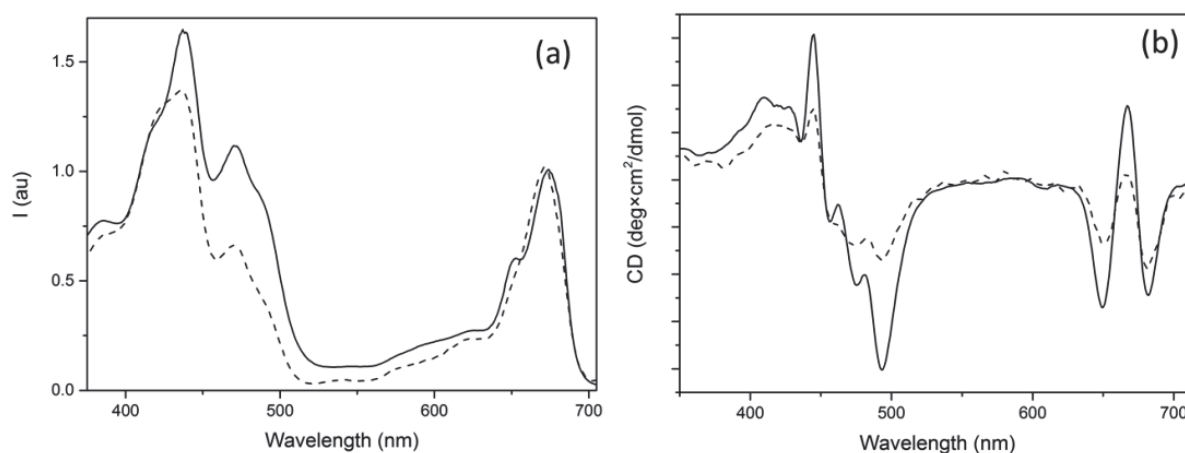 (a)
1.5
1.0
0.5
0.0
I (au)
400 500 600 700
Wavelength (nm)
(b)
CD (deg×cm²/dmol)
400 500 600 700
Wavelength (nm)